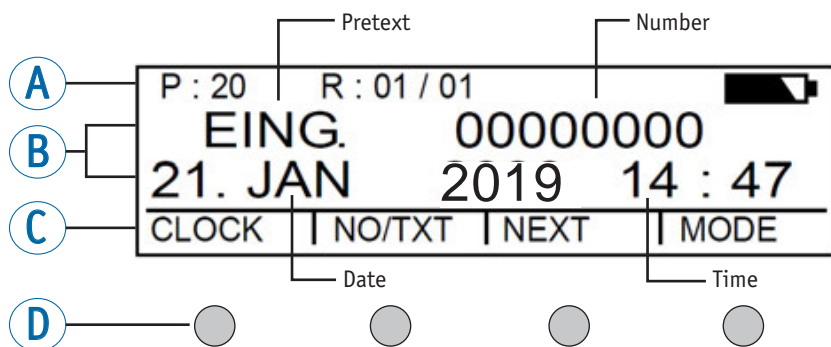 Pretext Number
A P : 20 R : 01 / 01
EING. 00000000
B
21. JAN 2019 14 : 47
C CLOCK NO/TXT NEXT MODE
Date Time
D